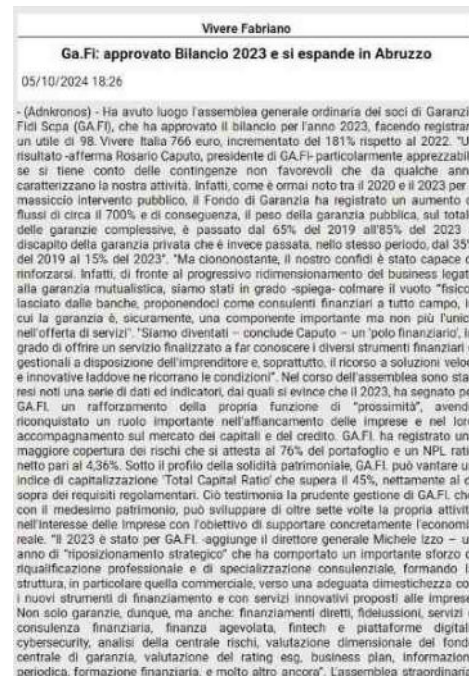 Vivere Fabriano
Ga.Fi: approvato Bilancio 2023 e si espande in Abruzzo
05/10/2024 18:26
- (Adnkronos) - Ha avuto luogo l'assemblea generale ordinaria dei soci di Garanzi
Fidi Scpa (GA.FI), che ha approvato il bilancio per l'anno 2023, facendo registrar
un utile di 98. Vivere Italia 766 euro, incrementato del 181% rispetto al 2022. "U
risultato -afferma Rosario Caputo, presidente di GA.FI- particolarmente apprezzabil
se si tiene conto delle contingenze non favorevoli che da qualche ann
caratterizzano la nostra attività. Infatti, come è ormai noto tra il 2020 e il 2023 per
massiccio intervento pubblico, il Fondo di Garanzia ha registrato un aumento d
flussi di circa il 700% e di conseguenza, il peso della garanzia pubblica, sul total
delle garanzie complessive, è passato dal 65% del 2019 all'85% del 2023
discapito della garanzia privata che è invece passata, nello stesso periodo, dal 35
del 2019 al 15% del 2023". "Ma ciononostante, il nostro confidi è stato capace d
rinforzarsi. Infatti, di fronte al progressivo ridimensionamento del business legat
alla garanzia mutualistica, siamo stati in grado -spiega- colmare il vuoto "fisico
lasciato dalle banche, proponendoci come consulenti finanziari a tutto campo, i
cui la garanzia è, sicuramente, una componente importante ma non più l'unic
nell'offerta di servizi". "Siamo diventati – conclude Caputo – un 'polo finanziario', i
grado di offrire un servizio finalizzato a far conoscere i diversi strumenti finanziari
gestionali a disposizione dell'imprenditore e, soprattutto, il ricorso a soluzioni veloc
e innovative laddove ne ricorrano le condizioni". Nel corso dell'assemblea sono sta
resi noti una serie di dati ed indicatori, dai quali si evince che il 2023, ha segnato pe
GA.FI. un rafforzamento della propria funzione di "prossimità", avend
riconquistato un ruolo importante nell'affiancamento delle imprese e nel lor
accompagnamento sul mercato dei capitali e del credito. GA.FI. ha registrato un
maggiore copertura dei rischi che si attesta al 76% del portafoglio e un NPL rati
netto pari al 4,36%. Sotto il profilo della solidità patrimoniale, GA.FI. può vantare u
indice di capitalizzazione 'Total Capital Ratio' che supera il 45%, nettamente al d
sopra dei requisiti regolamentari. Ciò testimonia la prudente gestione di GA.FI. ch
con il medesimo patrimonio, può sviluppare di oltre sette volte la propria attivit
nell'interesse delle imprese con l'obiettivo di supportare concretamente l'economi
reale. "Il 2023 è stato per GA.FI. -aggiunge il direttore generale Michele Izzo – u
anno di "riposizionamento strategico" che ha comportato un importante sforzo d
riqualificazione professionale e di specializzazione consulenziale, formando l
struttura, in particolare quella commerciale, verso una adeguata dimestichezza co
i nuovi strumenti di finanziamento e con servizi innovativi proposti alle imprese
Non solo garanzie, dunque, ma anche: finanziamenti diretti, fideiussioni, servizi
consulenza finanziaria, finanza agevolata, fintech e piattaforme digital
cybersecurity, analisi della centrale rischi, valutazione dimensionale del fond
centrale di garanzia, valutazione del rating esg, business plan, informazion
periodica, formazione finanziaria, e molto altro ancora". L'assemblea straordinaria